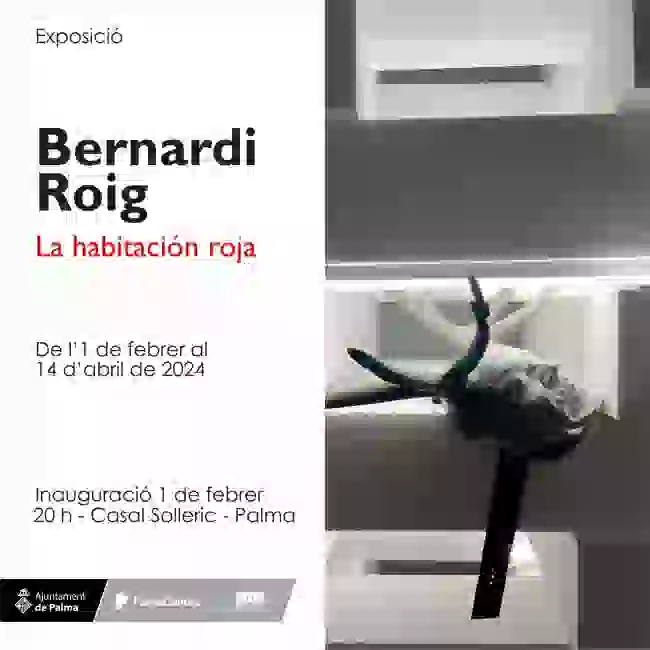 Exposició
Bernardi
Roig
La habitación roja
De l'1 de febrer al
14 d'abril de 2024
Inauguració 1 de febrer
20 h - Casal Solleric - Palma
Ajuntament
de Palma